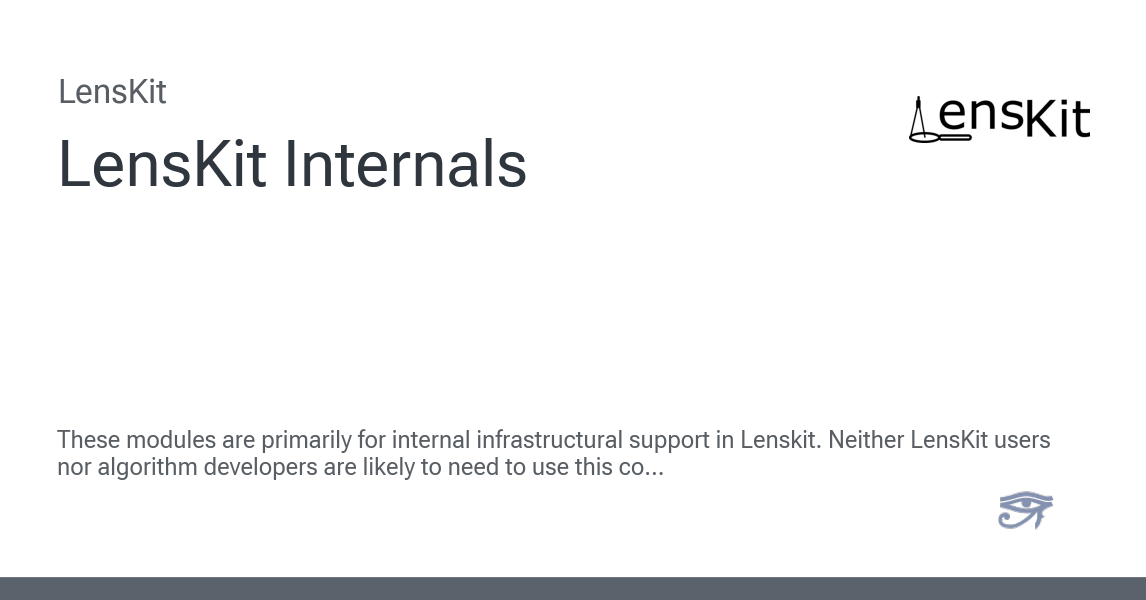 LensKit
LensKit
LensKit Internals
These modules are primarily for internal infrastructural support in Lenskit. Neither LensKit users
nor algorithm developers are likely to need to use this co...